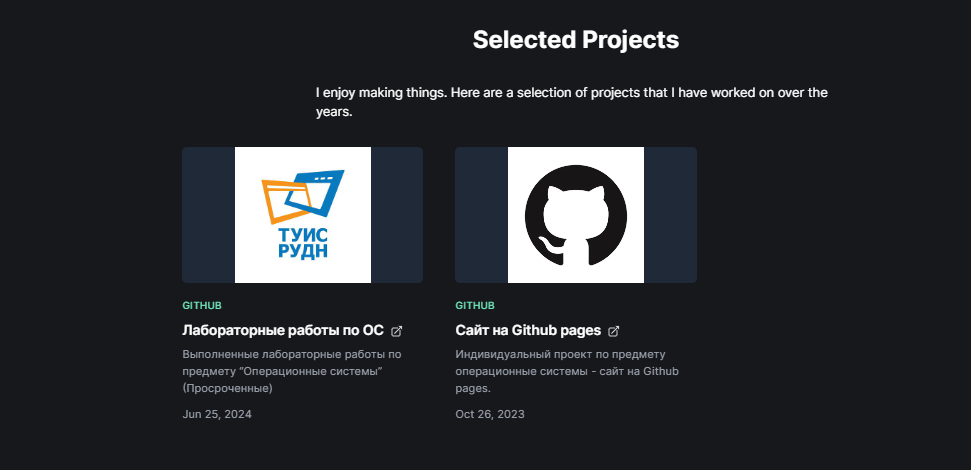 Selected Projects
I enjoy making things. Here are a selection of projects that I have worked on over the
years.
ТУИС
РУДН
GITHUB
Лабораторные работы по ОС
Выполненные лабораторные работы по
предмету “Операционные системы”
(Просроченные)
Jun 25, 2024
GITHUB
Сайт на Github pages
Индивидуальный проект по предмету
операционные системы - сайт на Github
pages.
Oct 26, 2023